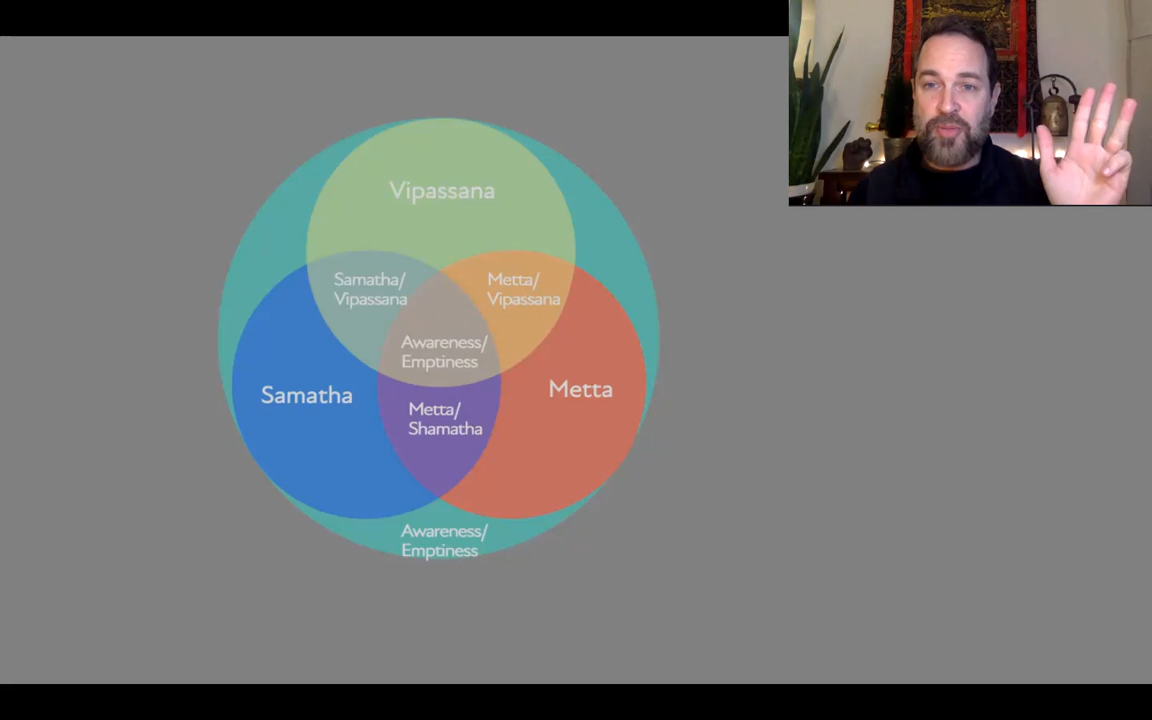 Vipassana
Samatha/
Vipassana
Metta/
Vipassana
Awareness/
Emptiness
Samatha
Metta
Metta/
Shamatha
Awareness/
Emptiness